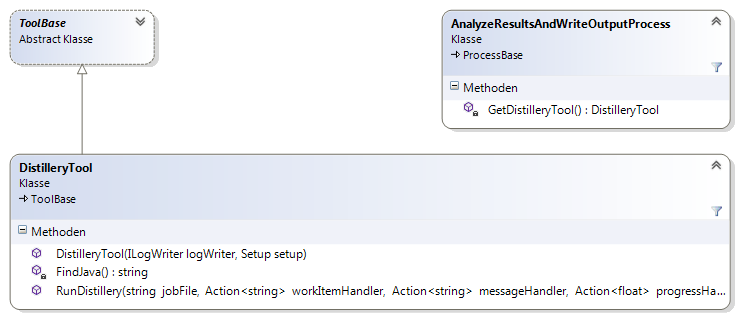 ToolBase
Abstract Klasse
AnalyzeResultsAndWriteOutputProcess
Klasse
ProcessBase
Methoden
GetDistilleryTool() : DistilleryTool
DistilleryTool
Klasse
ToolBase
Methoden
DistilleryTool(ILogWriter logWriter, Setup setup)
FindJava() : string
RunDistillery(string jobFile, Action<string> workItemHandler, Action<string> messageHandler, Action<float> progressHa...